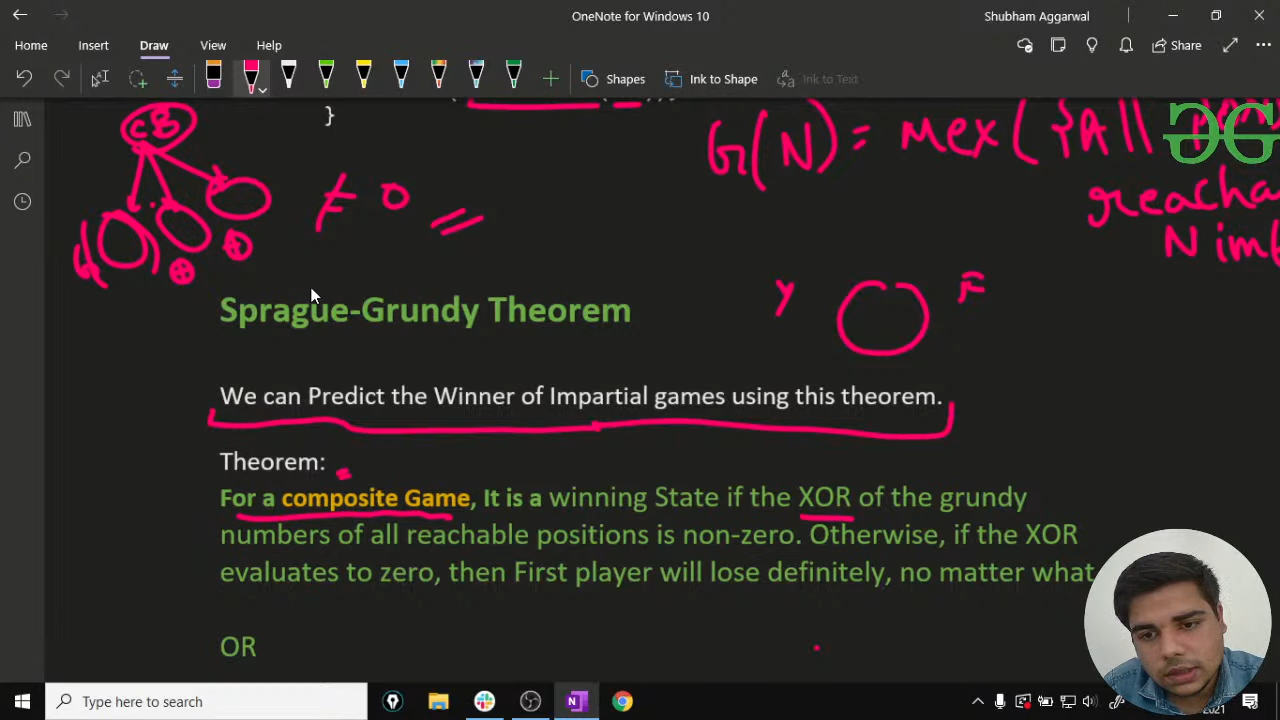 OneNote for Windows 10
Shubham Aggarwal
Home Insert Draw View Help
Share
Shapes
Ink to Shape
Ink to Text
}
CB
G(N) = Mex({All
reacha
N imb
≠ 0
G
Y
F
Sprague-Grundy Theorem
We can Predict the Winner of Impartial games using this theorem.
Theorem:
For a composite Game, It is a winning State if the XOR of the grundy
numbers of all reachable positions is non-zero. Otherwise, if the XOR
evaluates to zero, then First player will lose definitely, no matter what
OR
Type here to search
2021